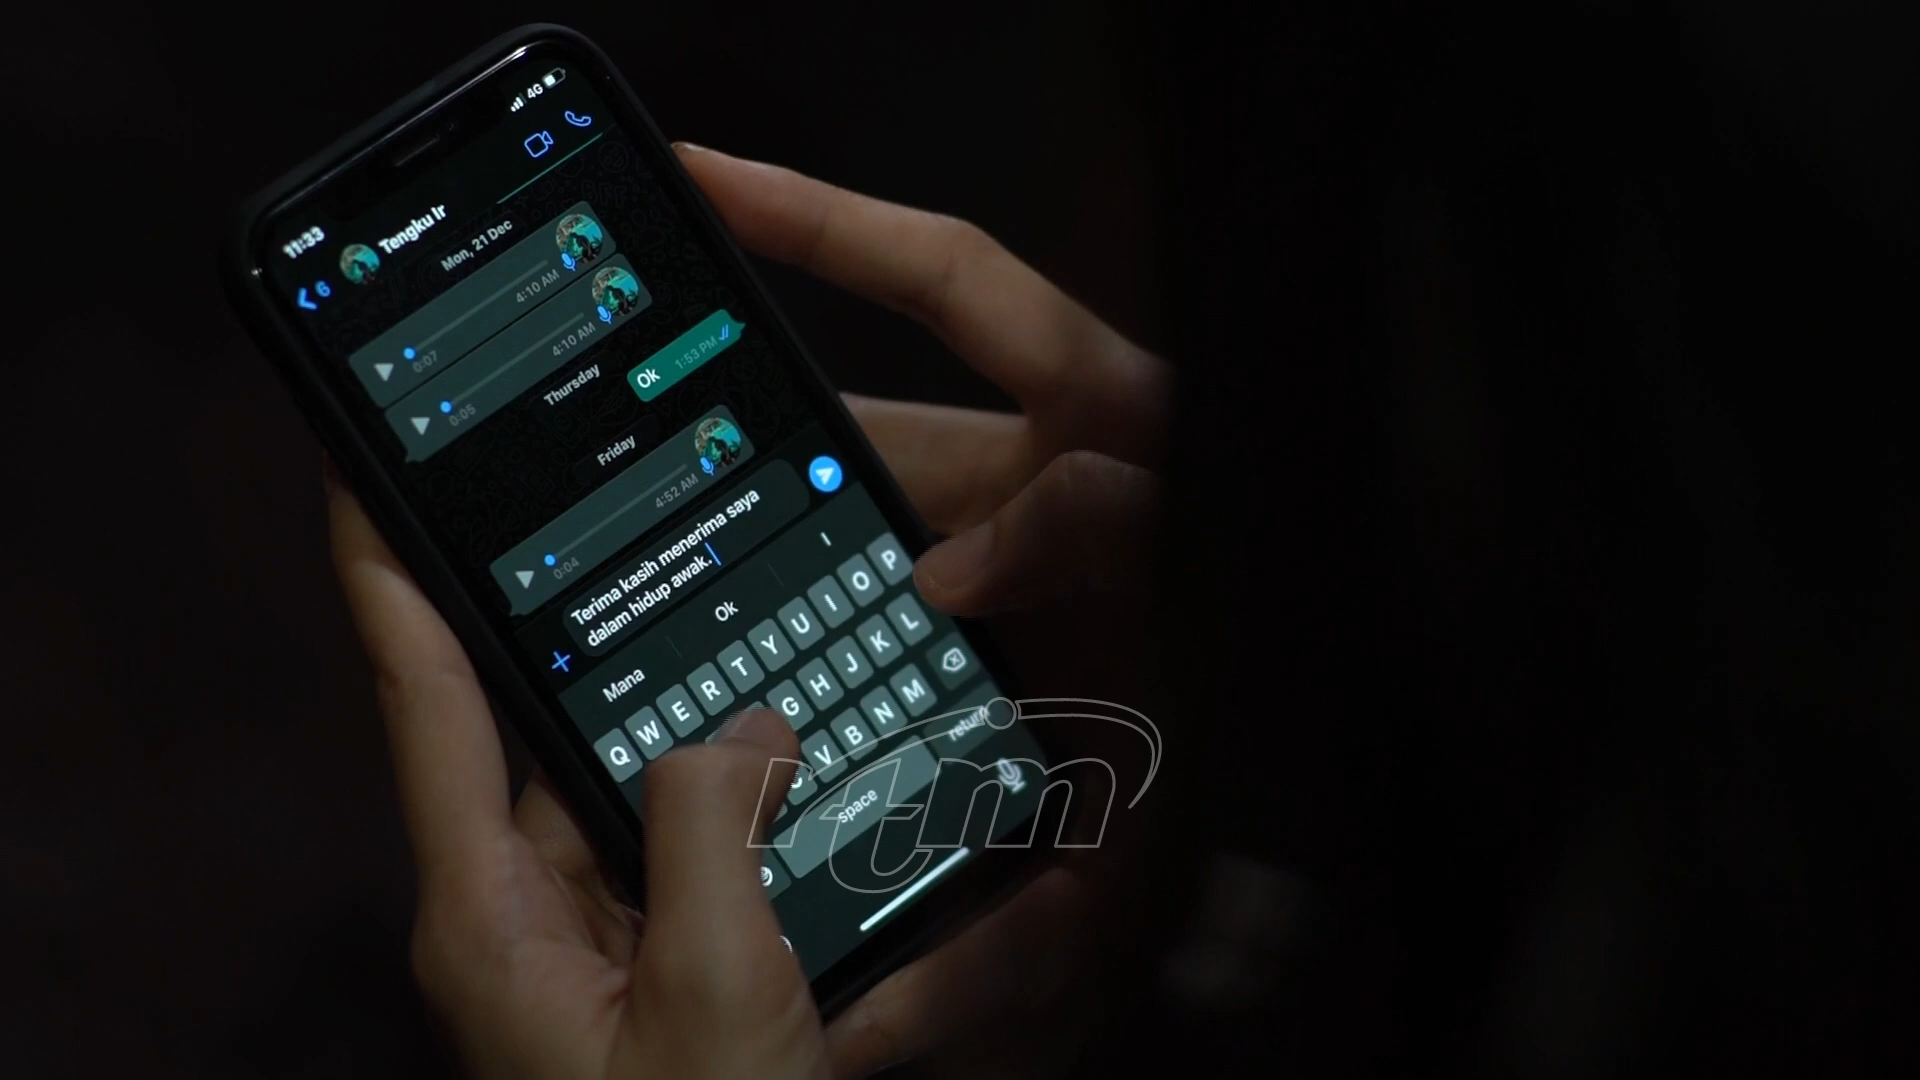 4G
11:33
6
Tengku Ir
Mon, 21 Dec
0:07
4:10 AM
0:05
4:10 AM
Thursday
Ok 1:53 PM
Friday
0:04
4:52 AM
Terima kasih menerima saya
dalam hidup awak.
Mana
Ok
I
Q W E R T Y U I O P
G H J K L
V B N M
space
return
rtm